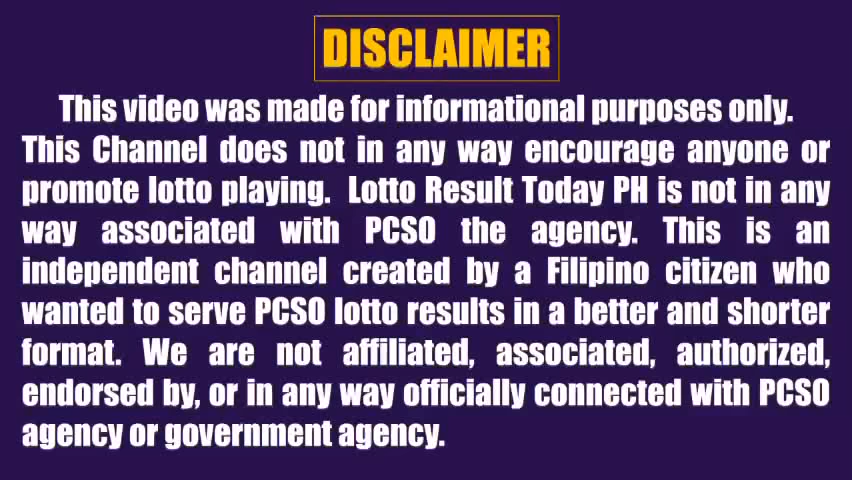 DISCLAIMER
This video was made for informational purposes only.
This Channel does not in any way encourage anyone or
promote lotto playing. Lotto Result Today PH is not in any
way associated with PCSO the agency. This is an
independent channel created by a Filipino citizen who
wanted to serve PCSO lotto results in a better and shorter
format. We are not affiliated, associated, authorized,
endorsed by, or in any way officially connected with PCSO
agency or government agency.